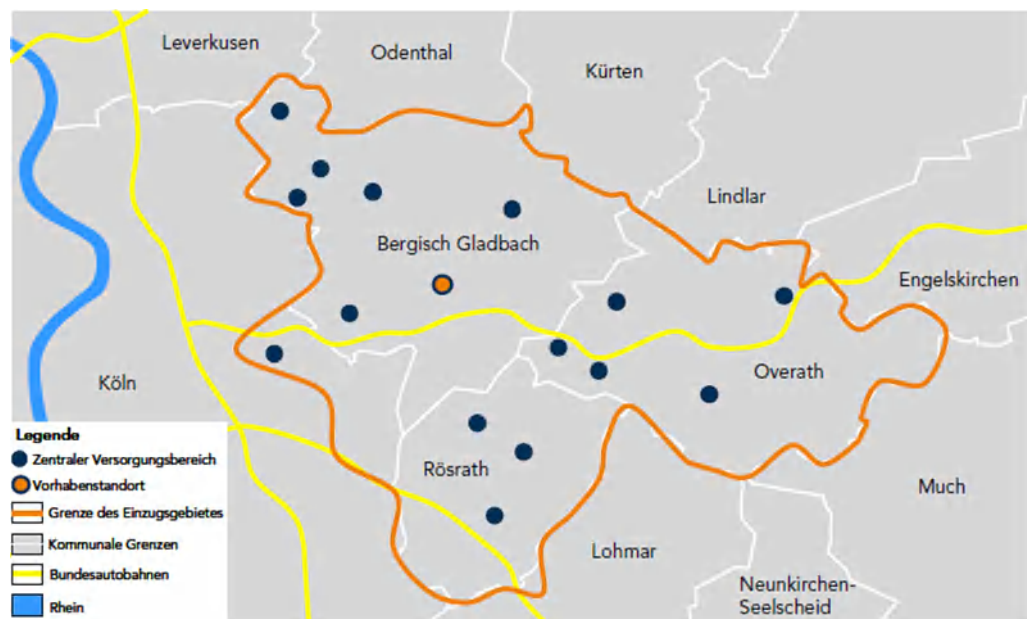 Leverkusen
Odenthal
Kürten
Lindlar
Bergisch Gladbach
Engelskirchen
Köln
Overath
Rösrath
Much
Lohmar
Neunkirchen-
Seelscheid
Legende
Zentraler Versorgungsbereich
Vorhabenstandort
Grenze des Einzugsgebietes
Kommunale Grenzen
Bundesautobahnen
Rhein